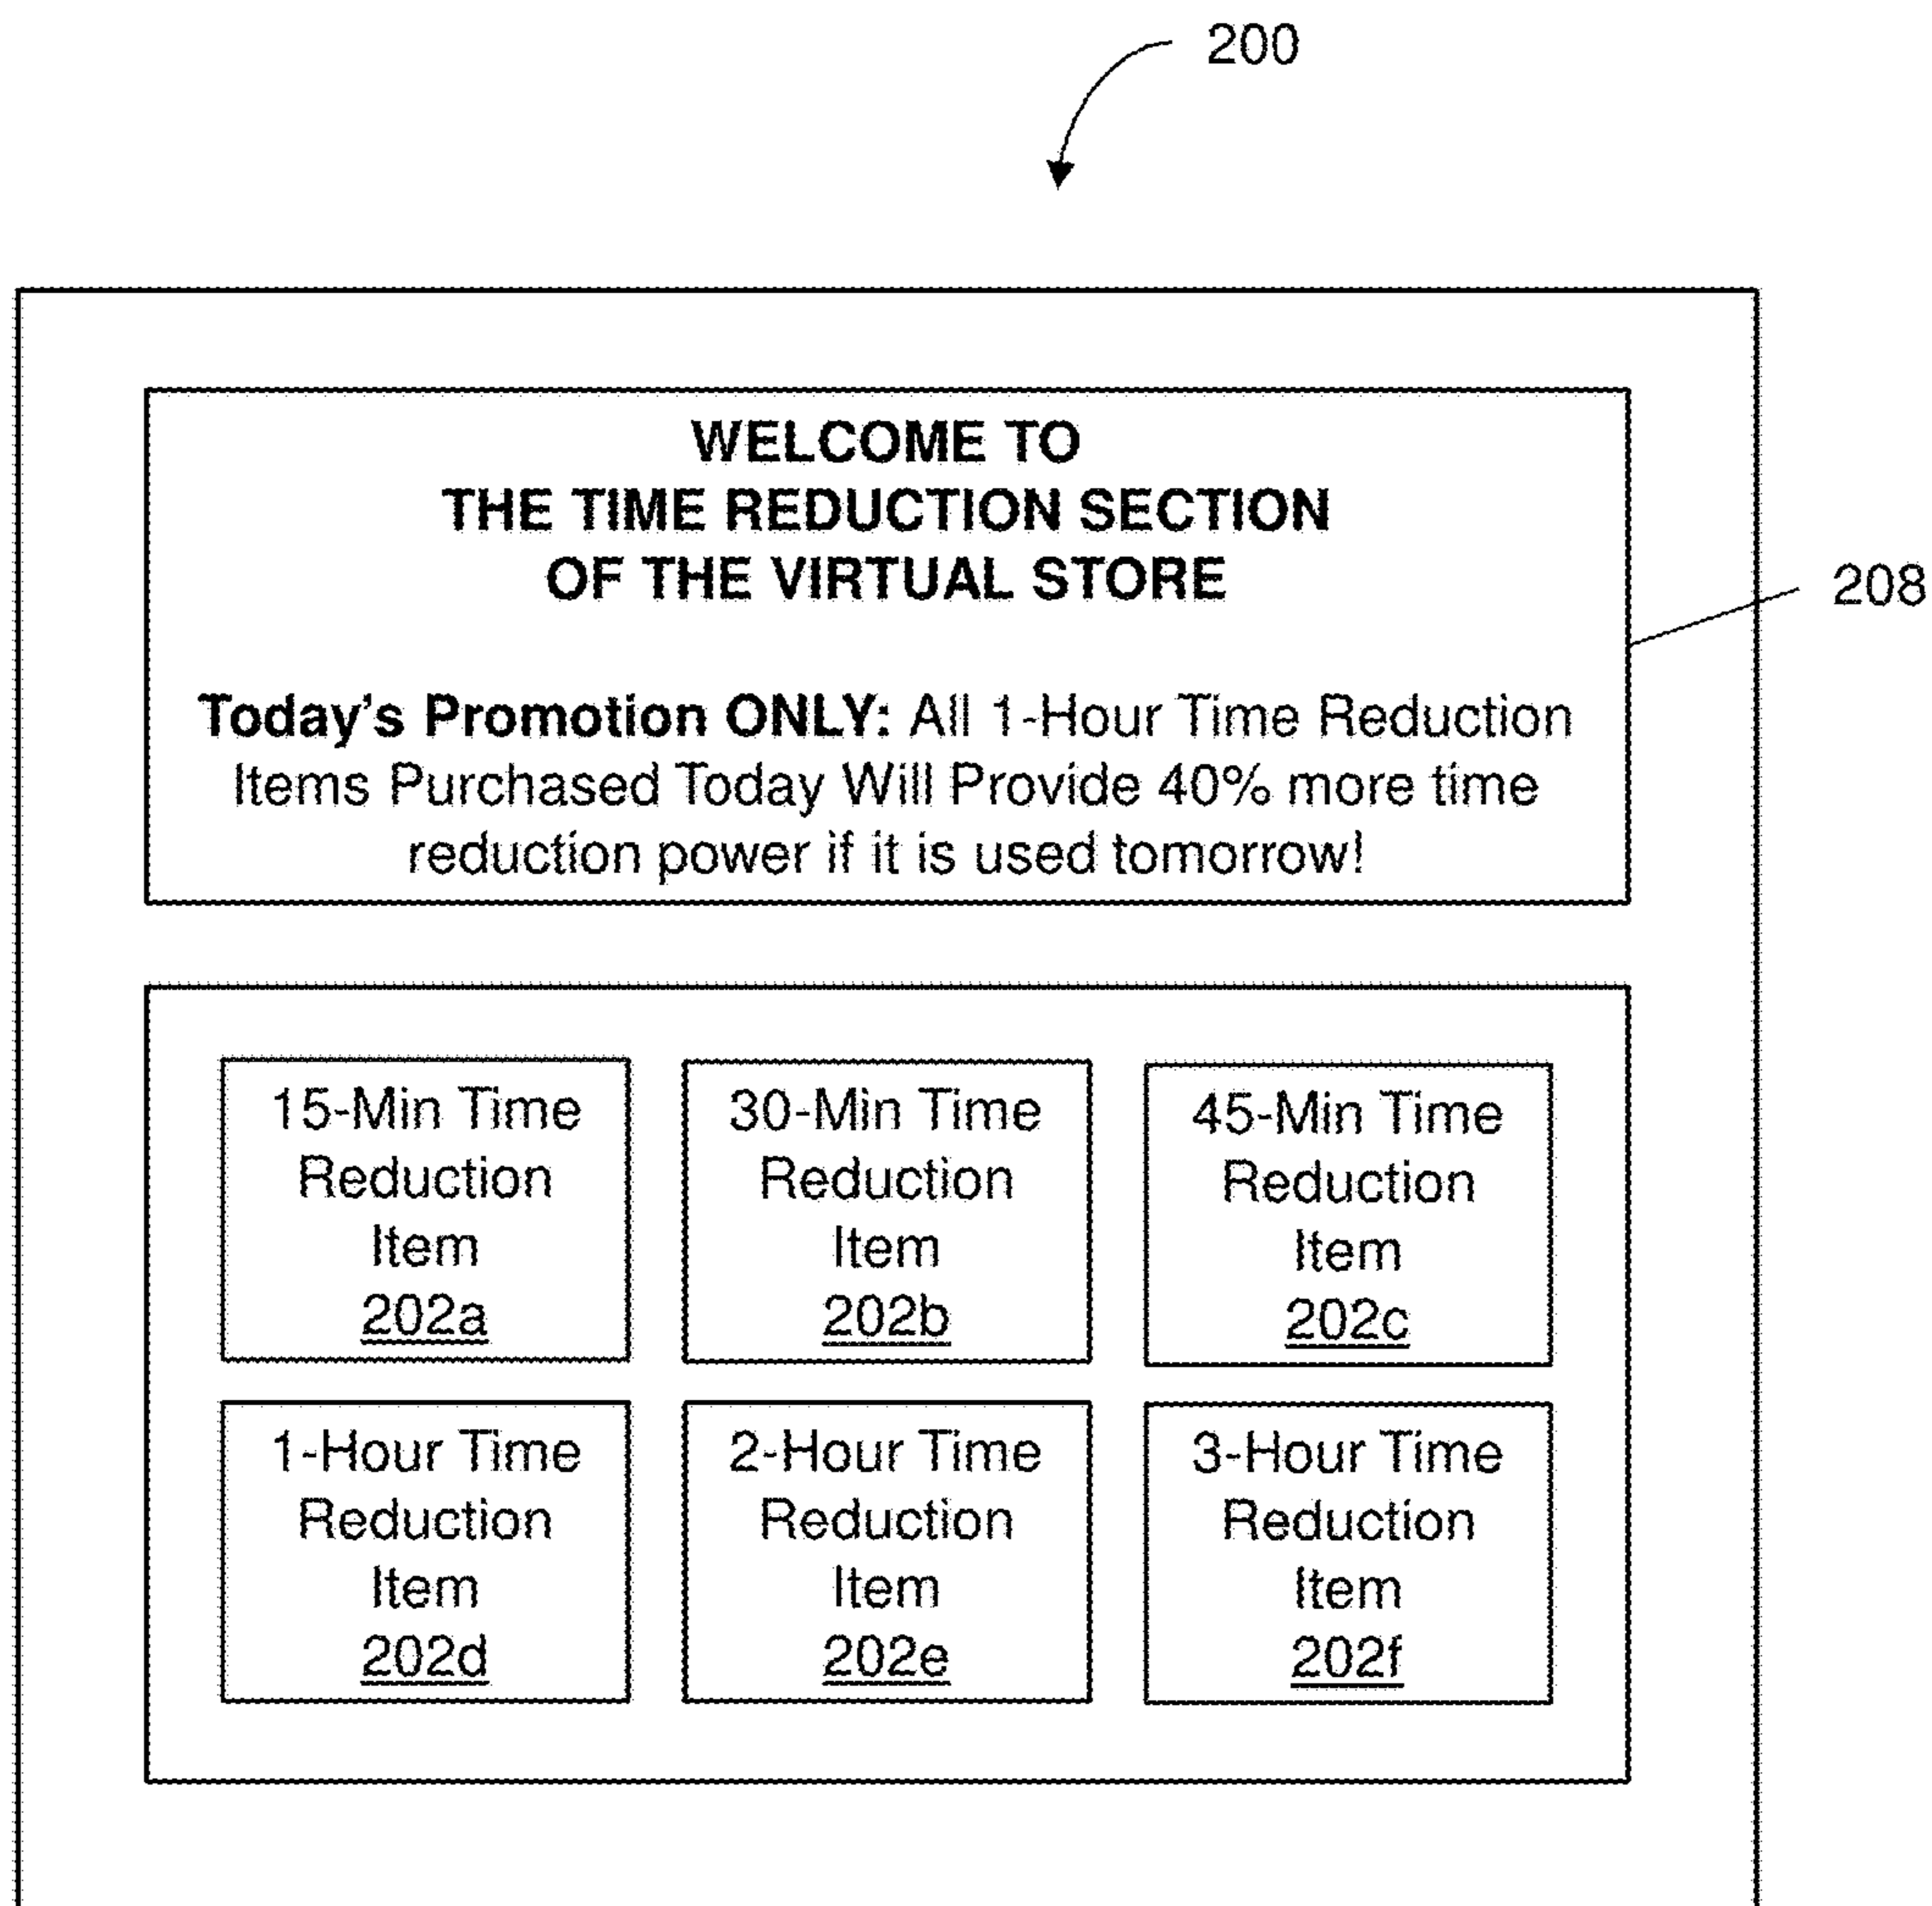 200
WELCOME TO
THE TIME REDUCTION SECTION
OF THE VIRTUAL STORE
208
Today's Promotion ONLY: All 1-Hour Time Reduction
Items Purchased Today Will Provide 40% more time
reduction power if it is used tomorrow!
15-Min Time
Reduction
Item
202a
30-Min Time
Reduction
Item
202b
45-Min Time
Reduction
Item
202c
1-Hour Time
Reduction
Item
202d
2-Hour Time
Reduction
Item
202e
3-Hour Time
Reduction
Item
202f